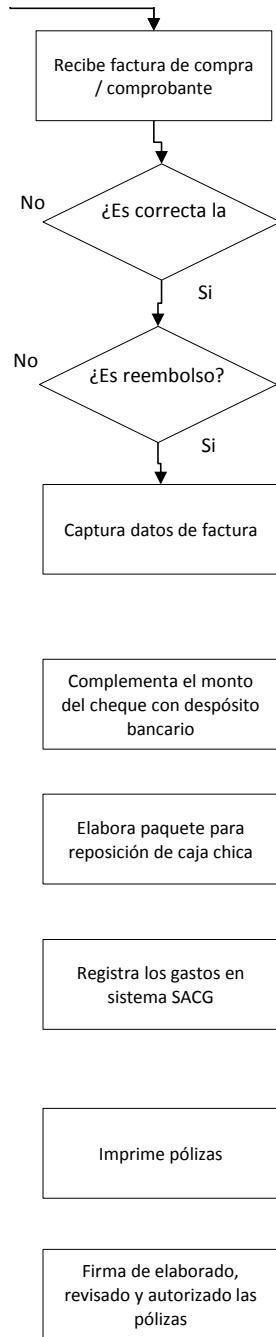 Recibe factura de compra
/ comprobante
No
¿Es correcta la
Si
No
¿Es reembolso?
Si
Captura datos de factura
Complementa el monto
del cheque con despósito
bancario
Elabora paquete para
reposición de caja chica
Registra los gastos en
sistema SACG
Imprime pólizas
Firma de elaborado,
revisado y autorizado las
pólizas